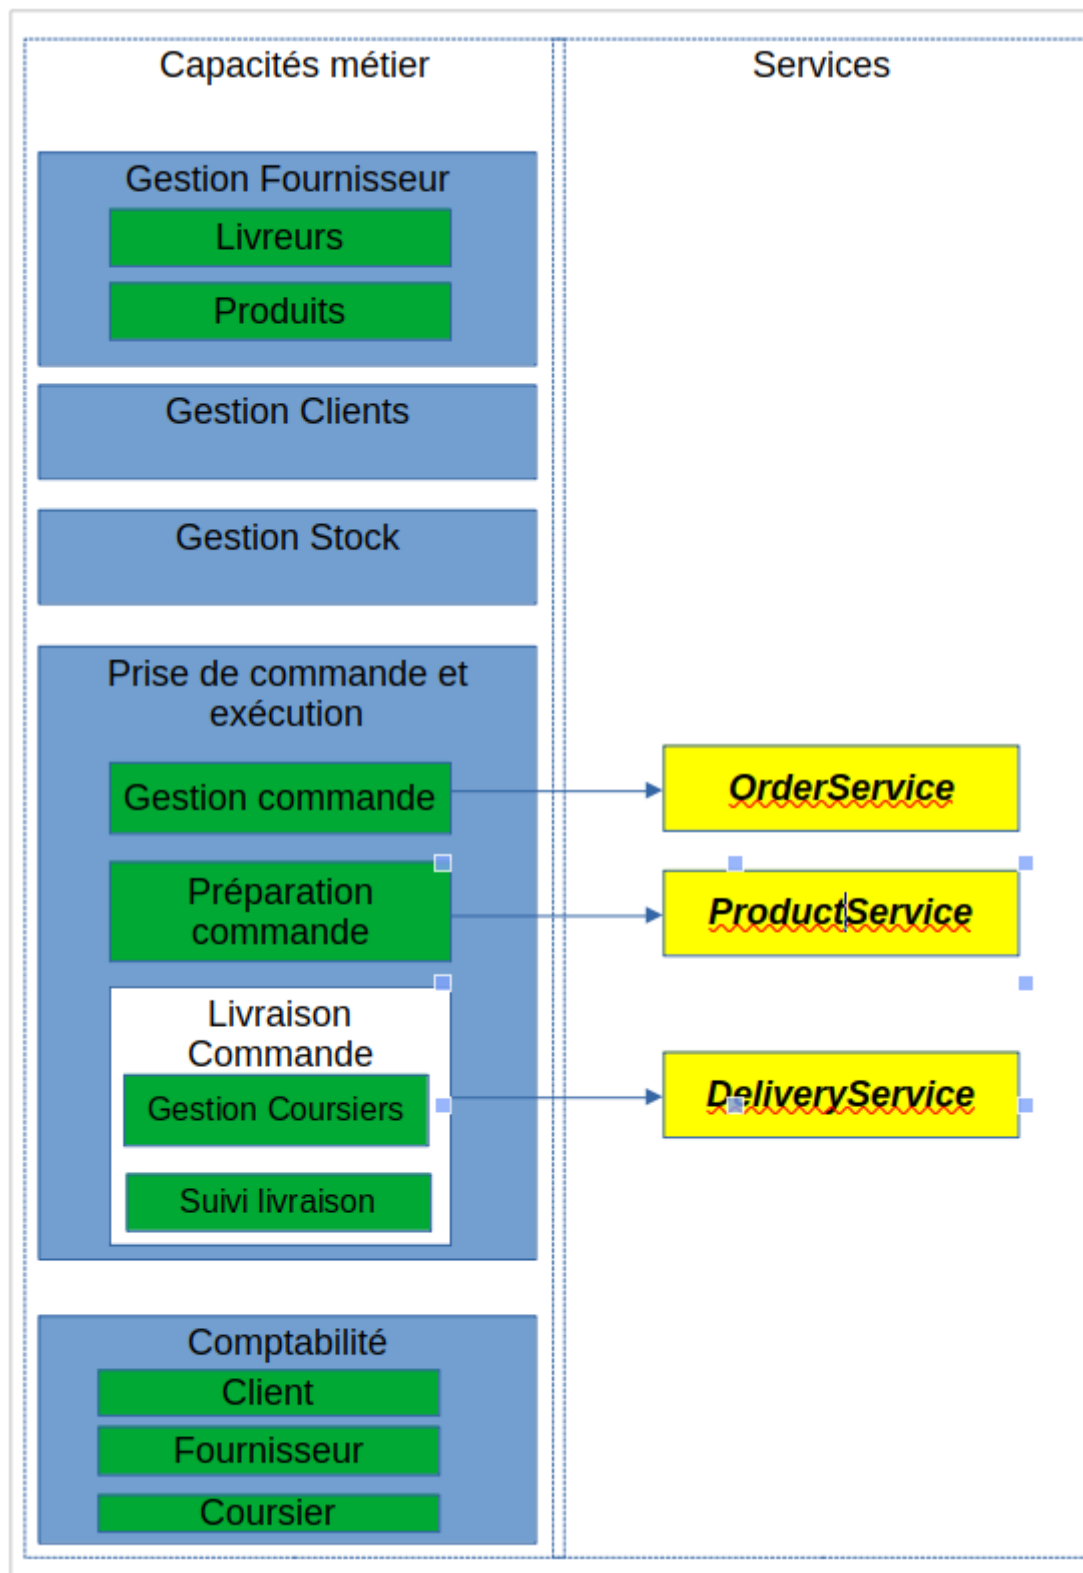 Capacités métier
Services
Gestion Fournisseur
Livreurs
Produits
Gestion Clients
Gestion Stock
Prise de commande et
exécution
Gestion commande
OrderService
Préparation
commande
ProductService
Livraison
Commande
Gestion Coursiers
DeliveryService
Suivi livraison
Comptabilité
Client
Fournisseur
Coursier